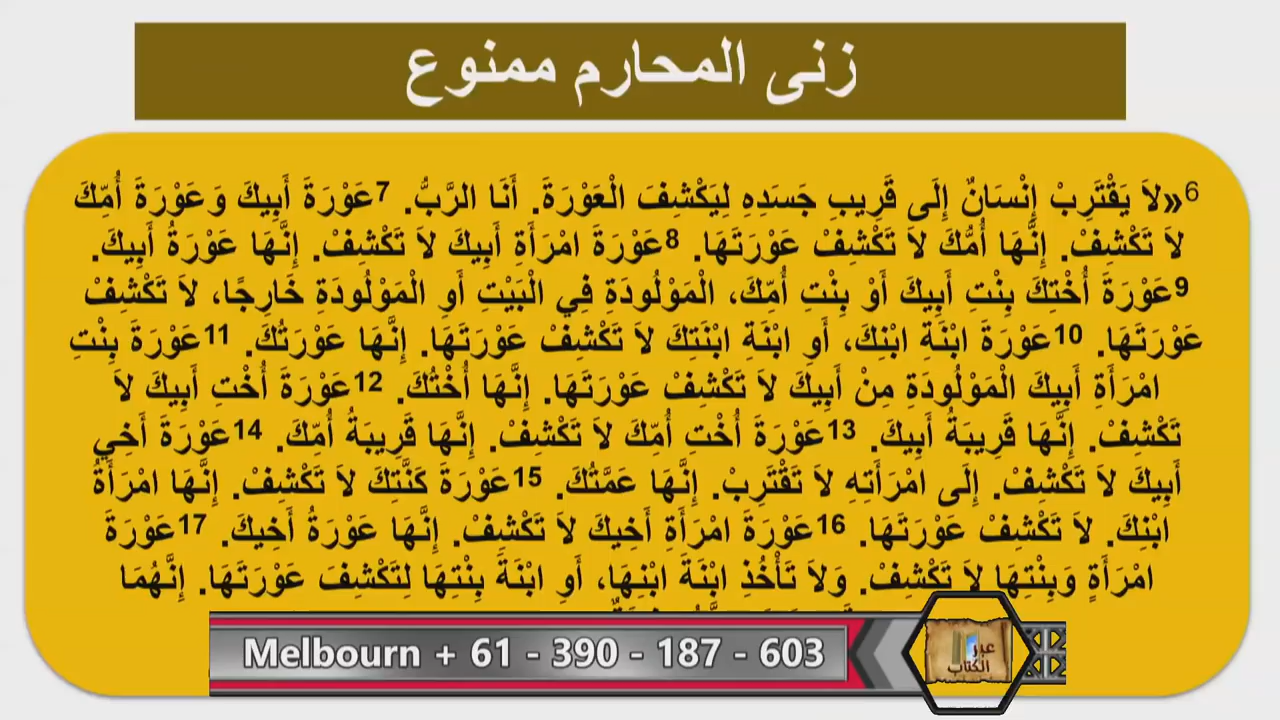 زنى المحارم ممنوع
6«لاَ يَقْتَرِبْ إِنْسَانٌ إِلَى قَرِيبِ جَسَدِهِ لِيَكْشِفَ الْعَوْرَةَ. أَنَا الرَّبُّ. 7عَوْرَةَ أَبِيكَ وَعَوْرَةَ أُمِّكَ
لاَ تَكْشِفْ. إِنَّهَا أُمُّكَ لاَ تَكْشِفْ عَوْرَتَهَا. 8عَوْرَةَ امْرَأَةِ أَبِيكَ لاَ تَكْشِفْ. إِنَّهَا عَوْرَةُ أَبِيكَ.
9عَوْرَةَ أُخْتِكَ بِنْتِ أَبِيكَ أَوْ بِنْتِ أُمِّكَ، الْمَوْلُودَةِ فِي الْبَيْتِ أَوِ الْمَوْلُودَةِ خَارِجًا، لاَ تَكْشِفْ
عَوْرَتَهَا. 10عَوْرَةَ ابْنَةِ ابْنِكَ، أَوِ ابْنَةِ ابْنَتِكَ لاَ تَكْشِفْ عَوْرَتَهَا. إِنَّهَا عَوْرَتُكَ. 11عَوْرَةَ بِنْتِ
امْرَأَةِ أَبِيكَ الْمَوْلُودَةِ مِنْ أَبِيكَ لاَ تَكْشِفْ عَوْرَتَهَا. إِنَّهَا أُخْتُكَ. 12عَوْرَةَ أُخْتِ أَبِيكَ لاَ
تَكْشِفْ. إِنَّهَا قَرِيبَةُ أَبِيكَ. 13عَوْرَةَ أُخْتِ أُمِّكَ لاَ تَكْشِفْ. إِنَّهَا قَرِيبَةُ أُمِّكَ. 14عَوْرَةَ أَخِي
أَبِيكَ لاَ تَكْشِفْ. إِلَى امْرَأَتِهِ لاَ تَقْتَرِبْ. إِنَّهَا عَمَّتُكَ. 15عَوْرَةَ كَنَّتِكَ لاَ تَكْشِفْ. إِنَّهَا امْرَأَةُ
ابْنِكَ. لاَ تَكْشِفْ عَوْرَتَهَا. 16عَوْرَةَ امْرَأَةِ أَخِيكَ لاَ تَكْشِفْ. إِنَّهَا عَوْرَةُ أَخِيكَ. 17عَوْرَةَ
امْرَأَةٍ وَبِنْتِهَا لاَ تَكْشِفْ. وَلاَ تَأْخُذِ ابْنَةَ ابْنِهَا، أَوِ ابْنَةَ بِنْتِهَا لِتَكْشِفَ عَوْرَتَهَا. إِنَّهُمَا
Melbourn + 61 - 390 - 187 - 603
عبر
الكتاب